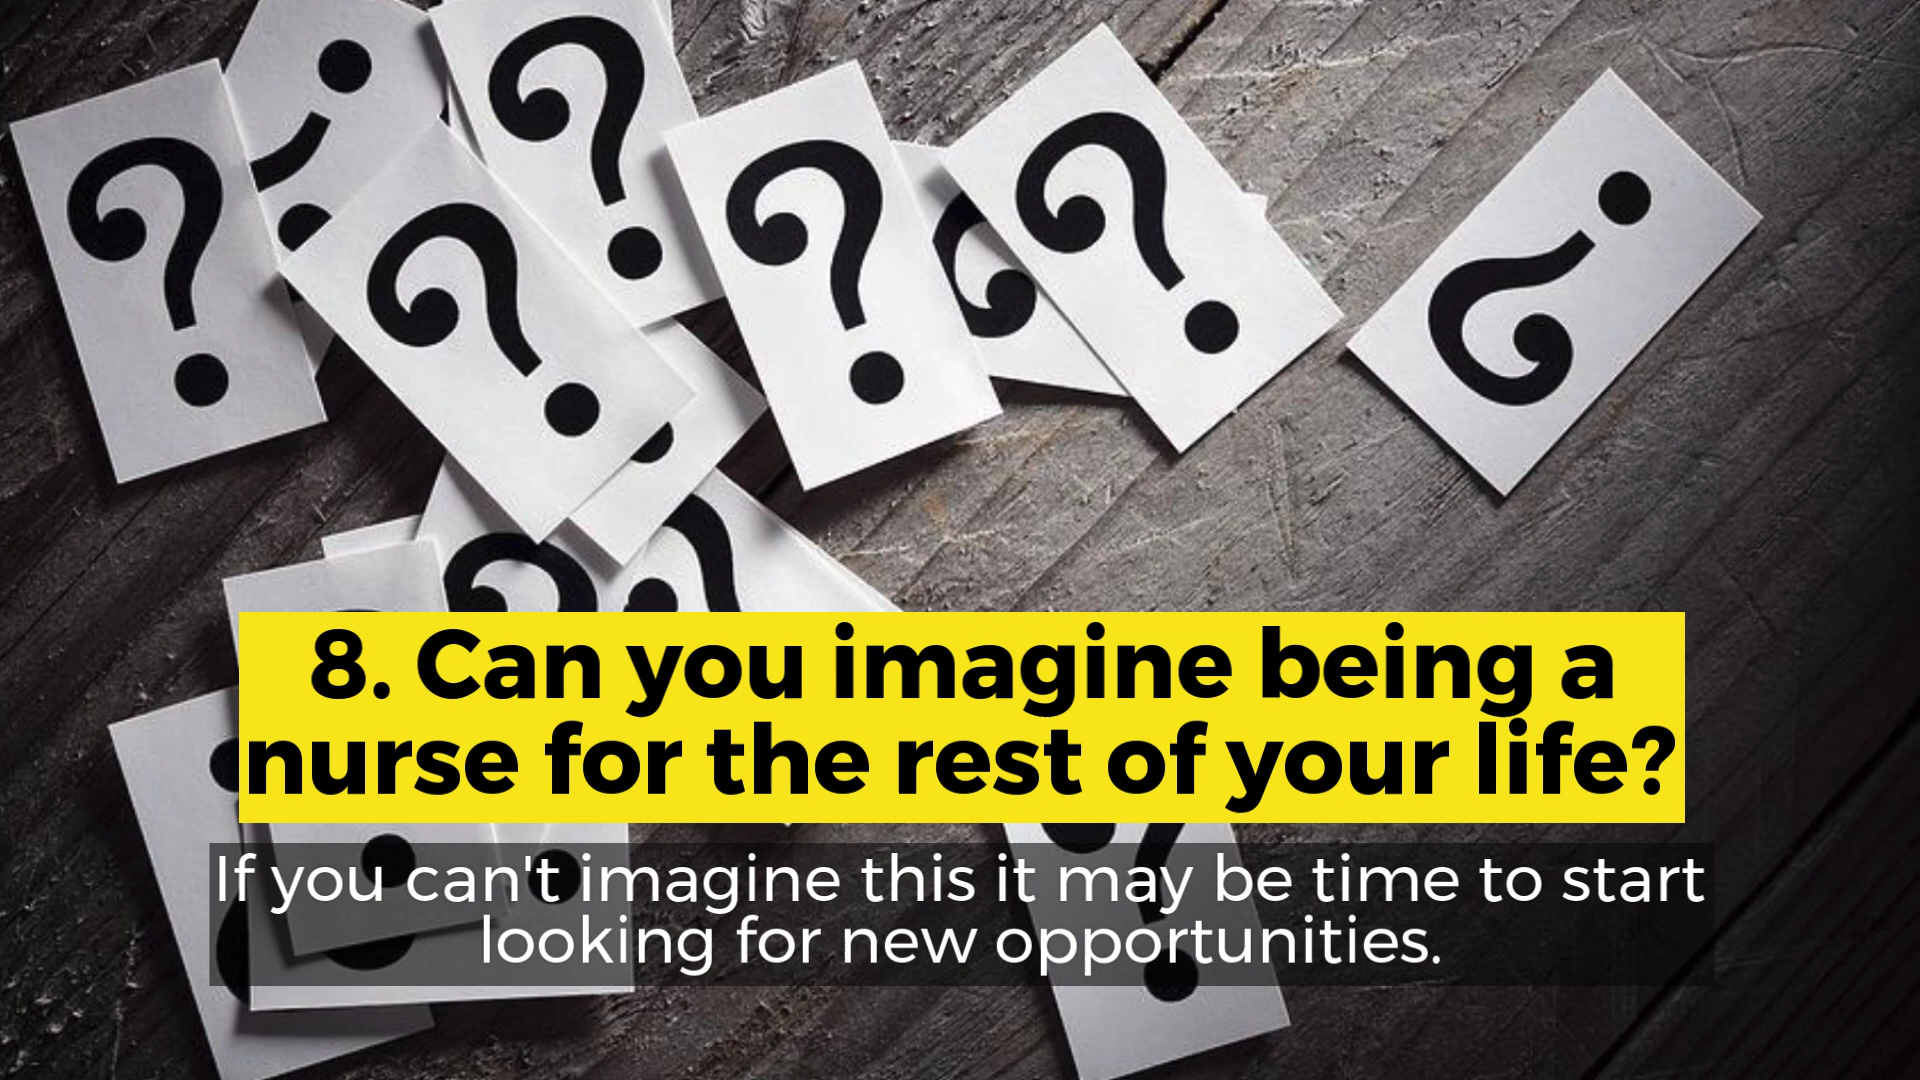 8. Can you imagine being a
nurse for the rest of your life?
If you can't imagine this it may be time to start
looking for new opportunities.